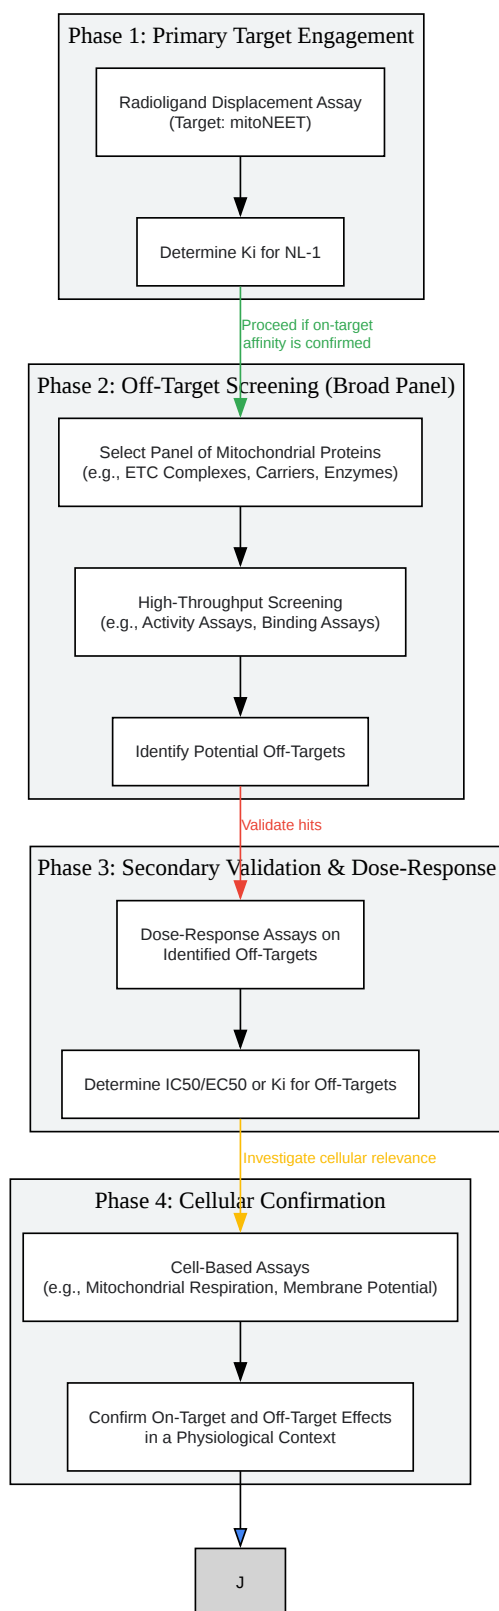 Phase 1: Primary Target Engagement
Radioligand Displacement Assay
(Target: mitoNEET)
Determine Ki for NL-1
Proceed if on-target
affinity is confirmed
Phase 2: Off-Target Screening (Broad Panel)
Select Panel of Mitochondrial Proteins
(e.g., ETC Complexes, Carriers, Enzymes)
High-Throughput Screening
(e.g., Activity Assays, Binding Assays)
Identify Potential Off-Targets
Validate hits
Phase 3: Secondary Validation & Dose-Response
Dose-Response Assays on
Identified Off-Targets
Determine IC50/EC50 or Ki for Off-Targets
Investigate cellular relevance
Phase 4: Cellular Confirmation
Cell-Based Assays
(e.g., Mitochondrial Respiration, Membrane Potential)
Confirm On-Target and Off-Target Effects
in a Physiological Context
J